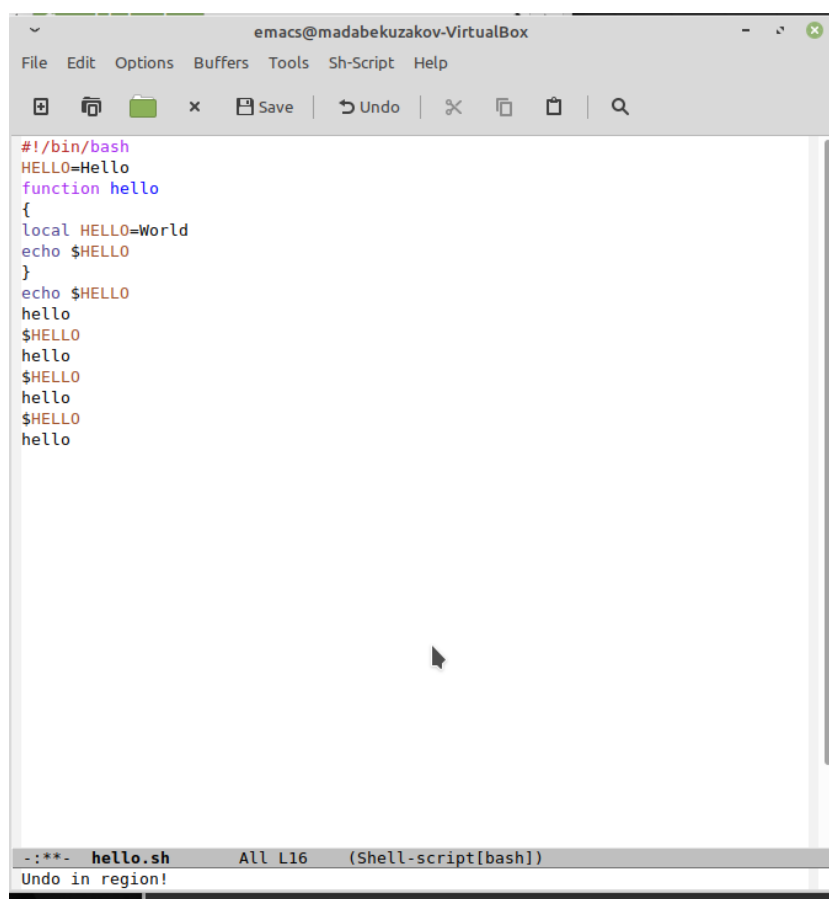 emacs@madabekuzakov-VirtualBox
File Edit Options Buffers Tools Sh-Script Help
Save Undo
#!/bin/bash
HELLO=Hello
function hello
{
local HELLO=World
echo $HELLO
}
echo $HELLO
hello
$HELLO
hello
$HELLO
hello
$HELLO
hello
-:**- hello.sh All L16 (Shell-script[bash])
Undo in region!